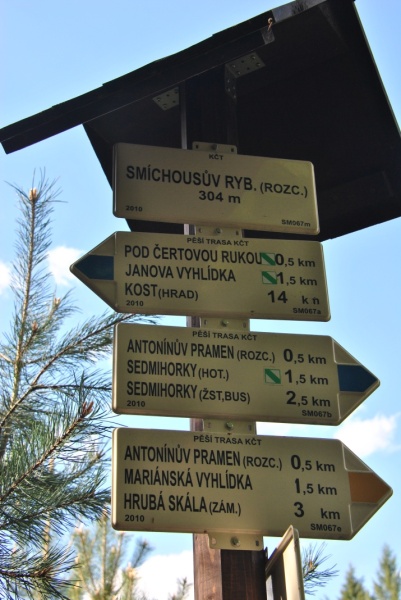 KČT
SMÍCHOUSŮV RYB. (ROZC.)
304 m
2010 SM067m
PĚŠÍ TRASA KČT
POD ČERTOVOU RUKOU 0,5 km
JANOVA VYHLÍDKA 1,5 km
KOST (HRAD) 14 km
2010 SM067a
PĚŠÍ TRASA KČT
ANTONÍNŮV PRAMEN (ROZC.) 0,5 km
SEDMIHORKY (HOT.) 1,5 km
SEDMIHORKY (ŽST,BUS) 2,5 km
2010 SM067b
PĚŠÍ TRASA KČT
ANTONÍNŮV PRAMEN (ROZC.) 0,5 km
MARIÁNSKÁ VYHLÍDKA 1,5 km
HRUBÁ SKÁLA (ZÁM.) 3 km
2010 SM067e